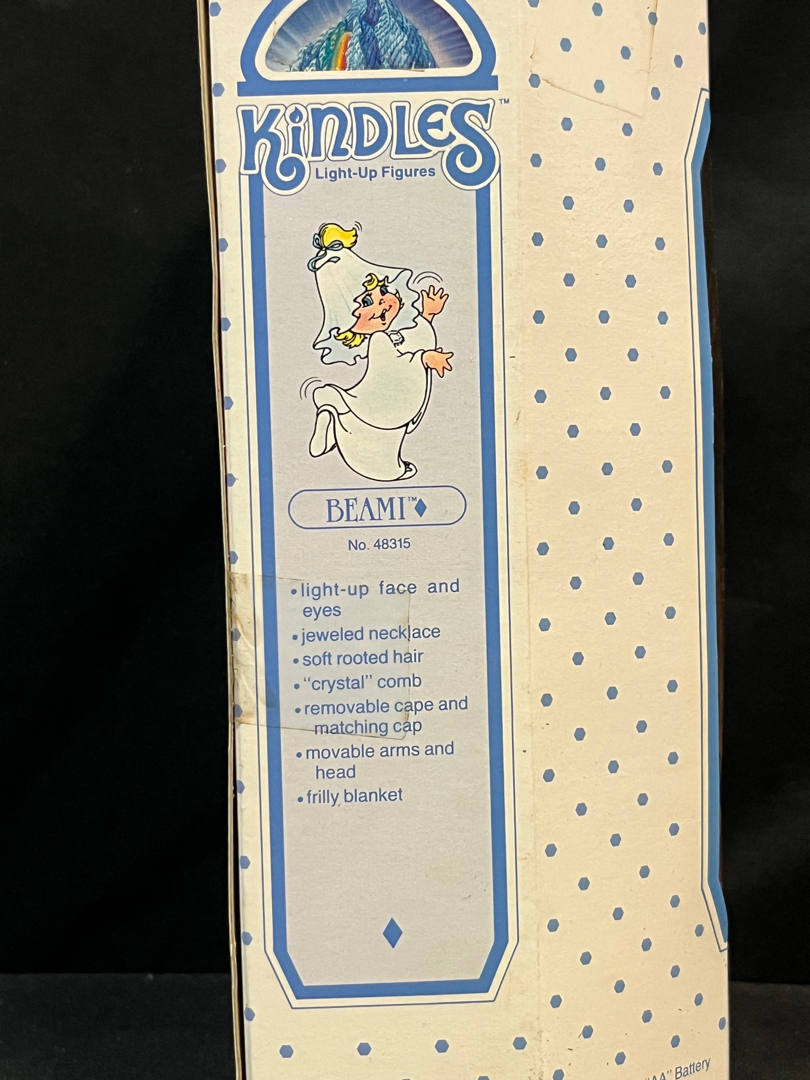 KiNDLES™
Light-Up Figures
BEAMI™
No. 48315
• light-up face and
eyes
• jeweled necklace
• soft rooted hair
• "crystal" comb
• removable cape and
matching cap
• movable arms and
head
• frilly blanket
"AA" Battery